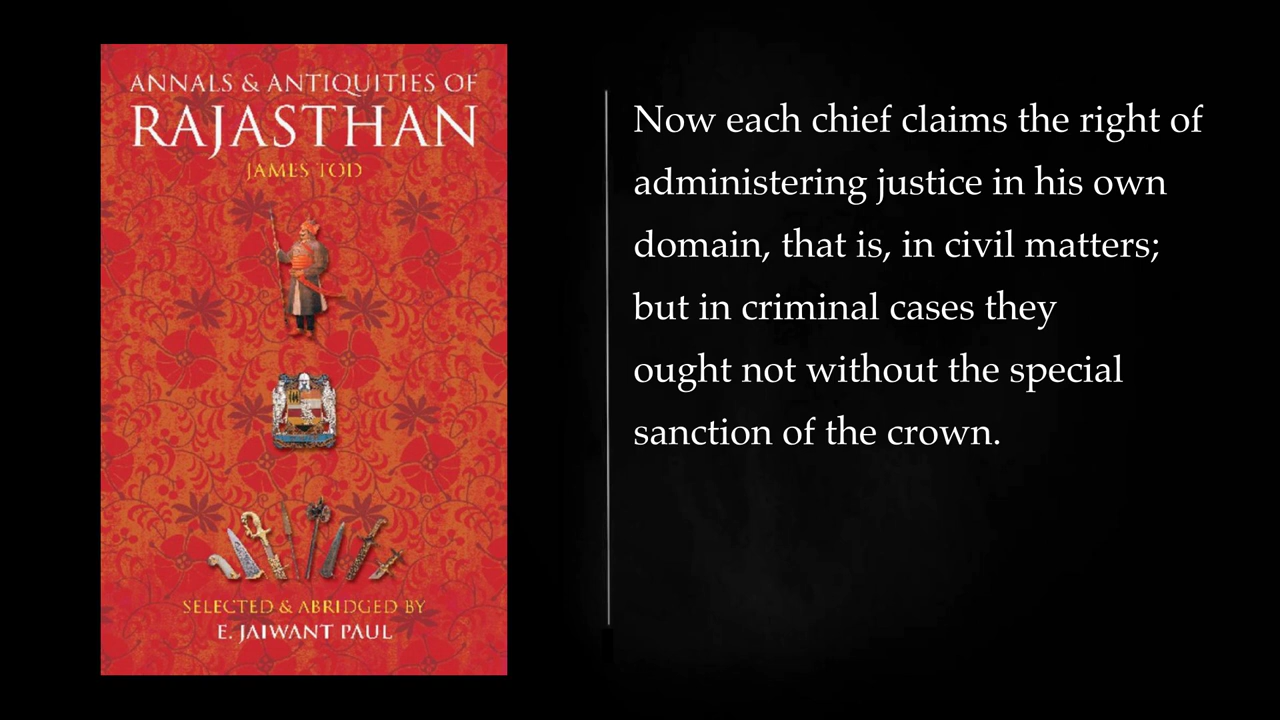 ANNALS & ANTIQUITIES OF
RAJASTHAN
JAMES TOD
SELECTED & ABRIDGED BY
E. JAIWANT PAUL
Now each chief claims the right of
administering justice in his own
domain, that is, in civil matters;
but in criminal cases they
ought not without the special
sanction of the crown.